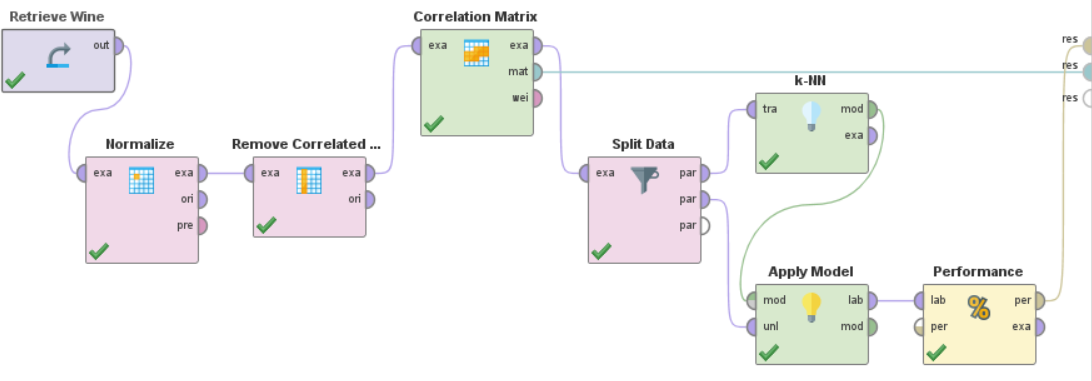 Retrieve Wine
out
Normalize
exa exa
ori
pre
Remove Correlated ...
exa exa
ori
Correlation Matrix
exa exa
mat
wei
Split Data
exa par
par
par
k-NN
tra mod
exa
Apply Model
mod lab
unl mod
Performance
%
lab per
per exa
res
res
res